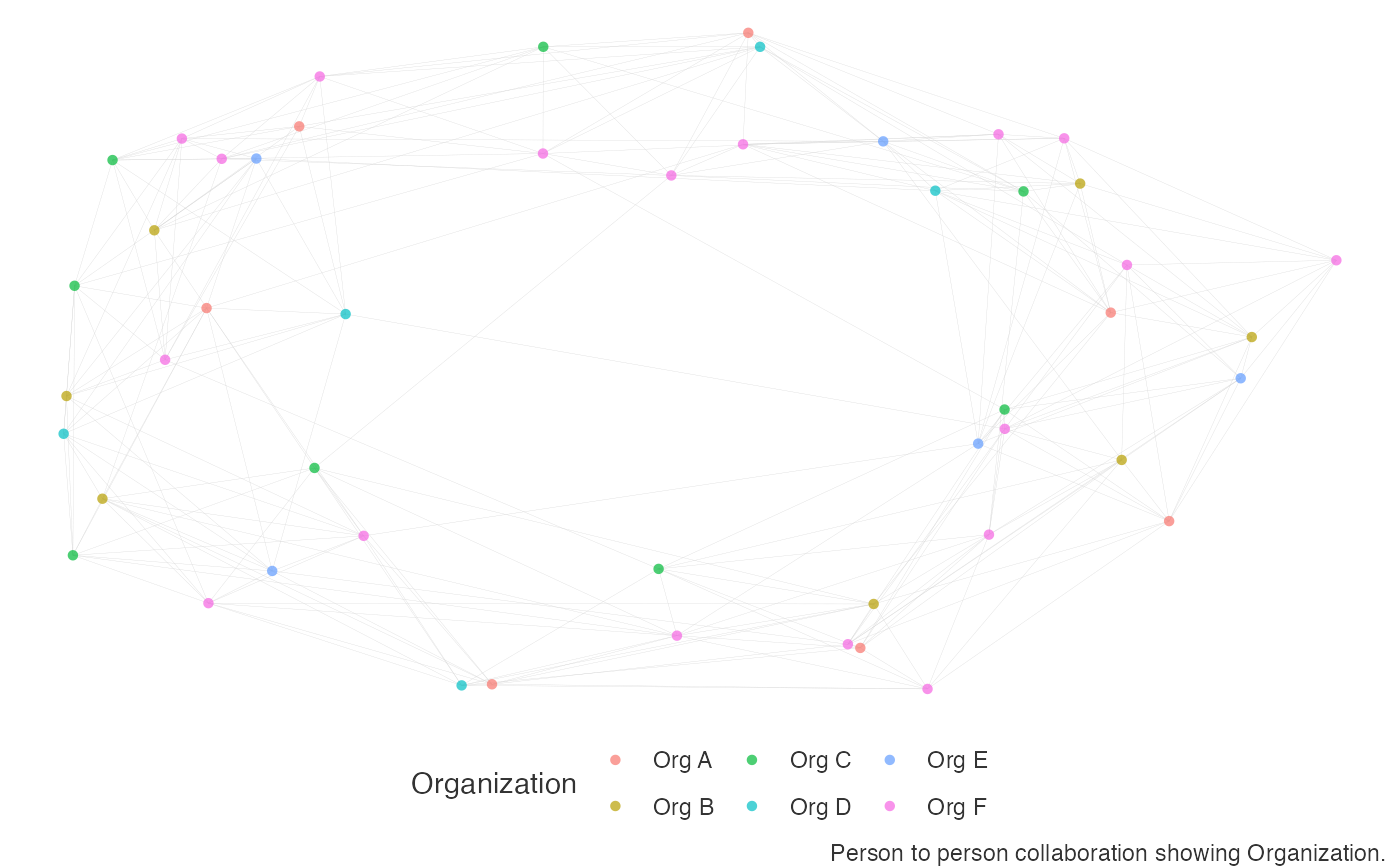 Organization
Org A
Org C
Org E
Org B
Org D
Org F
Person to person collaboration showing Organization.